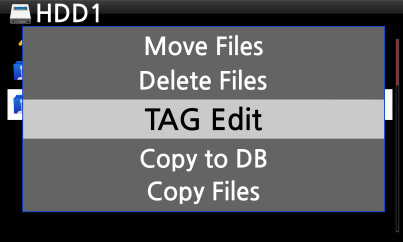 HDD1
Move Files
Delete Files
TAG Edit
Copy to DB
Copy Files